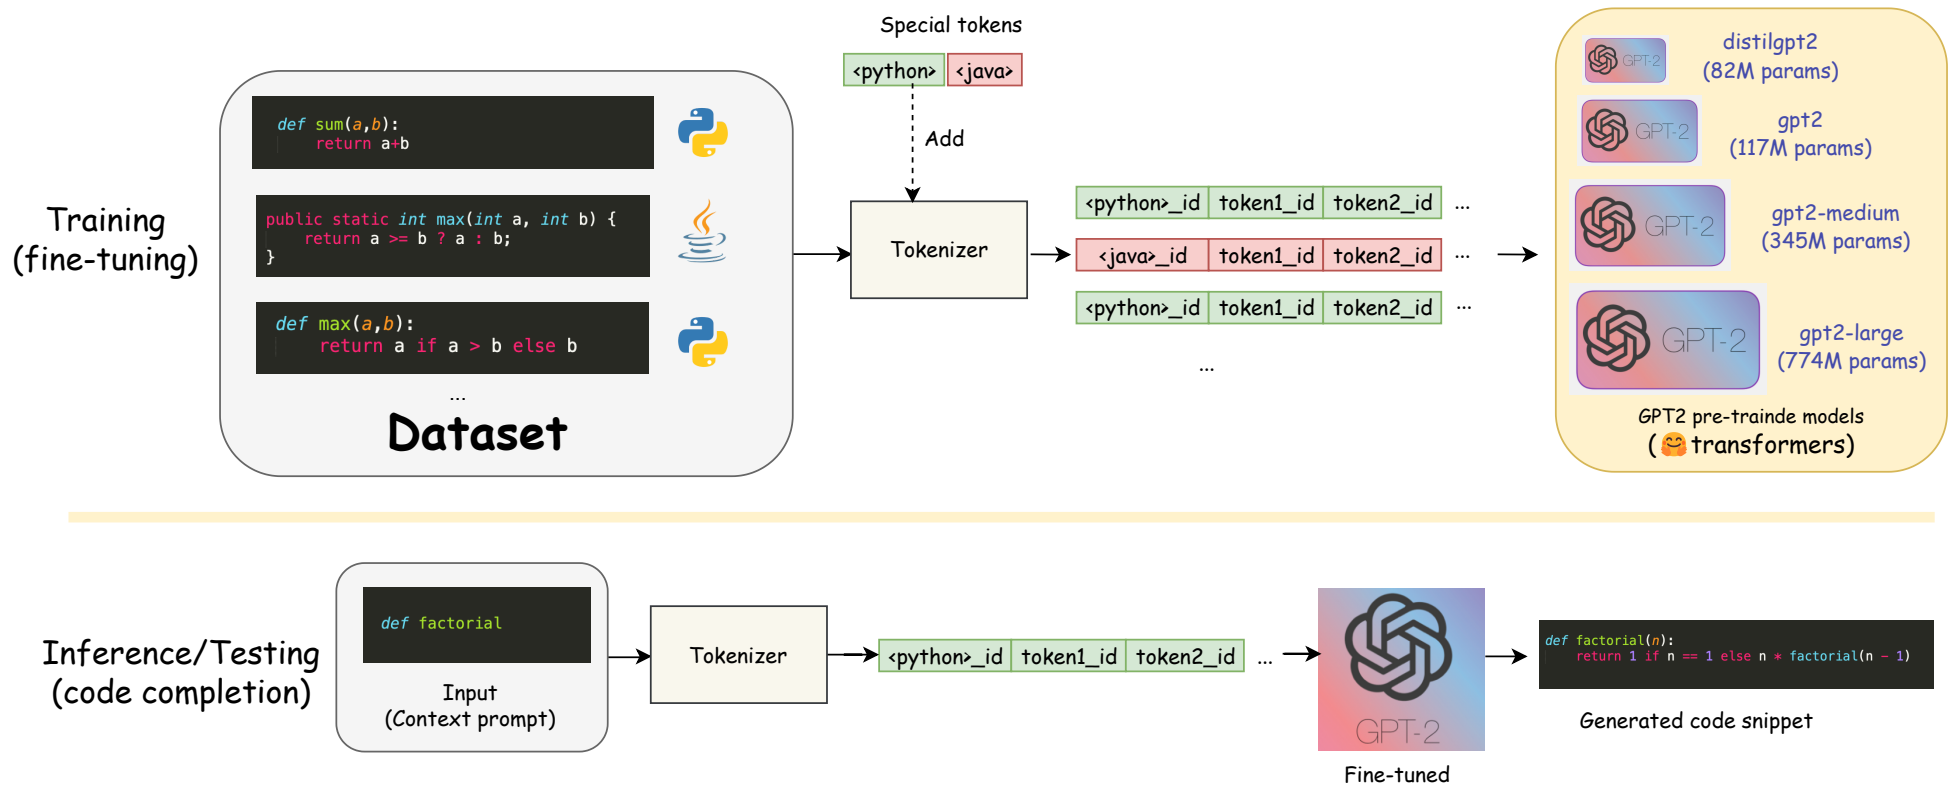 Special tokens
<python> <java>
Add
Training
(fine-tuning)
def sum(a,b):
    return a+b
public static int max(int a, int b) {
    return a >= b ? a : b;
}
def max(a,b):
    return a if a > b else b
...
Dataset
Tokenizer
<python>_id token1_id token2_id ...
<java>_id token1_id token2_id ...
<python>_id token1_id token2_id ...
...
GPT-2
distilgpt2
(82M params)
GPT-2
gpt2
(117M params)
GPT-2
gpt2-medium
(345M params)
GPT-2
gpt2-large
(774M params)
GPT2 pre-trainde models
(🤗 transformers)
Inference/Testing
(code completion)
def factorial
Input
(Context prompt)
Tokenizer
<python>_id token1_id token2_id ...
GPT-2
Fine-tuned
def factorial(n):
    return 1 if n == 1 else n * factorial(n - 1)
Generated code snippet